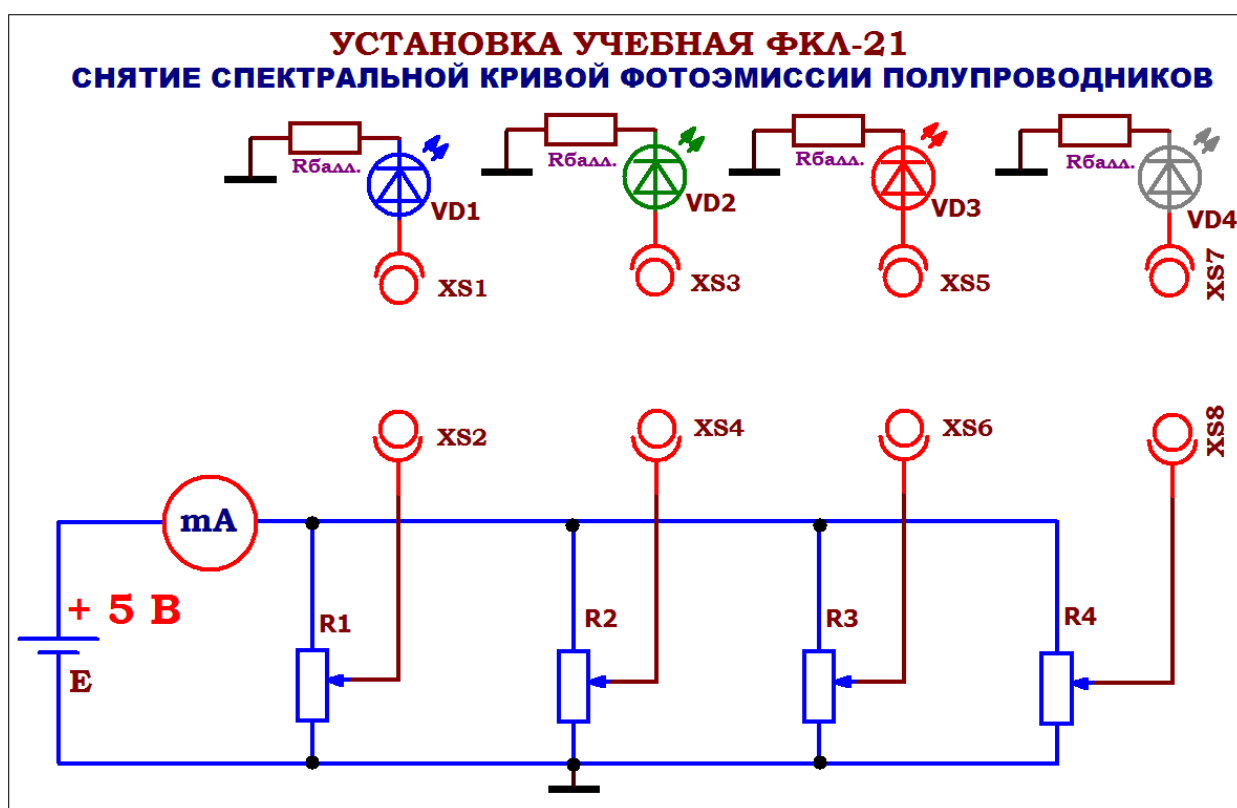 УСТАНОВКА УЧЕБНАЯ ФКЛ-21
СНЯТИЕ СПЕКТРАЛЬНОЙ КРИВОЙ ФОТОЭМИССИИ ПОЛУПРОВОДНИКОВ
Rбалл. Rбалл. Rбалл. Rбалл.
VD1 VD2 VD3 VD4
XS1 XS3 XS5 XS7
XS2 XS4 XS6 XS8
mA
+ 5 В
R1 R2 R3 R4
E